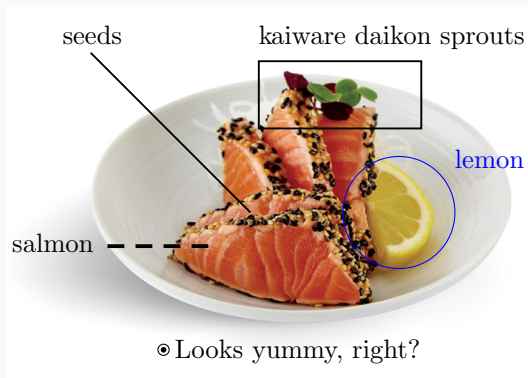 seeds
kaiware daikon sprouts
lemon
salmon
Looks yummy, right?